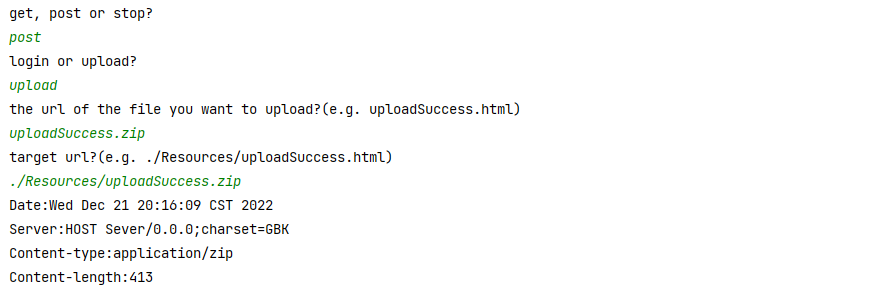 get, post or stop?
post
login or upload?
upload
the url of the file you want to upload?(e.g. uploadSuccess.html)
uploadSuccess.zip
target url?(e.g. ./Resources/uploadSuccess.html)
./Resources/uploadSuccess.zip
Date:Wed Dec 21 20:16:09 CST 2022
Server:HOST Sever/0.0.0;charset=GBK
Content-type:application/zip
Content-length:413